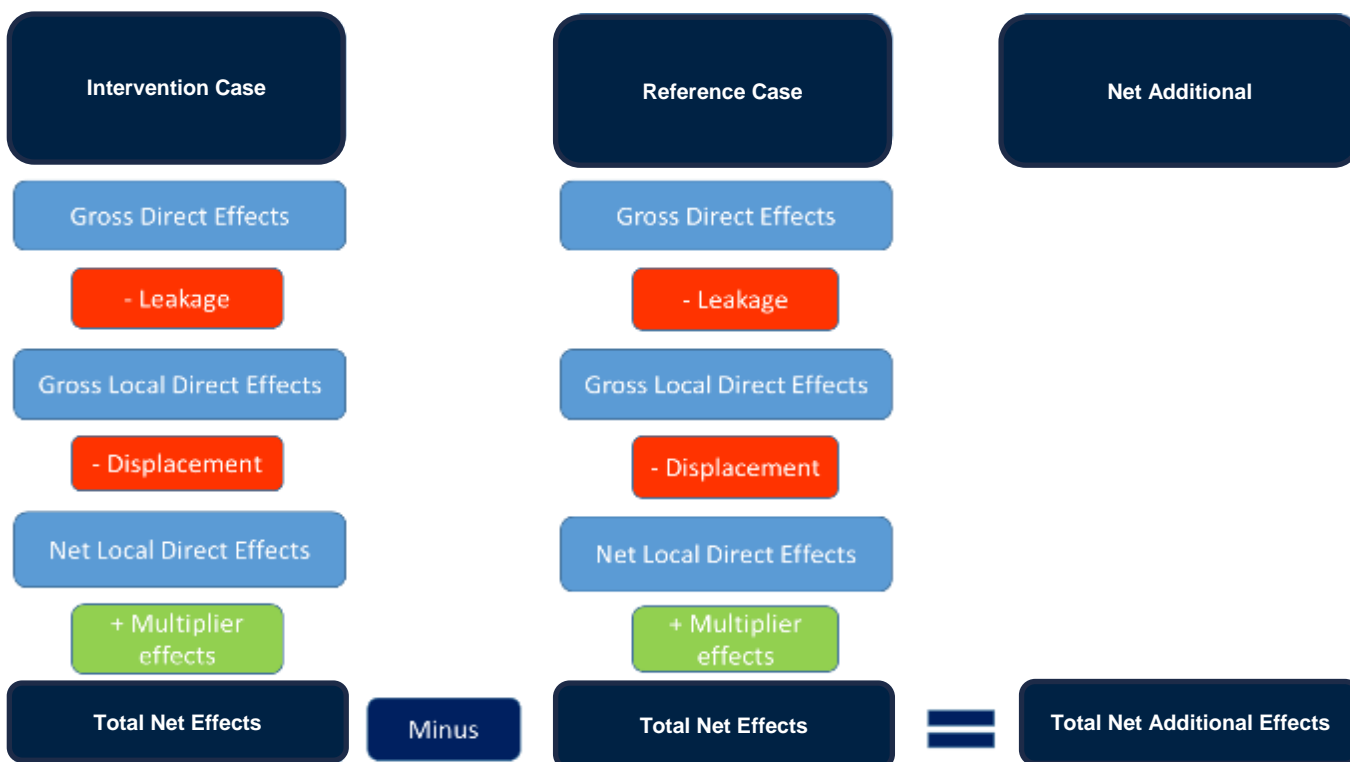 Intervention Case
Reference Case
Net Additional
Gross Direct Effects
Gross Direct Effects
- Leakage
- Leakage
Gross Local Direct Effects
Gross Local Direct Effects
- Displacement
- Displacement
Net Local Direct Effects
Net Local Direct Effects
+ Multiplier
effects
+ Multiplier
effects
Total Net Effects
Minus
Total Net Effects
=
Total Net Additional Effects